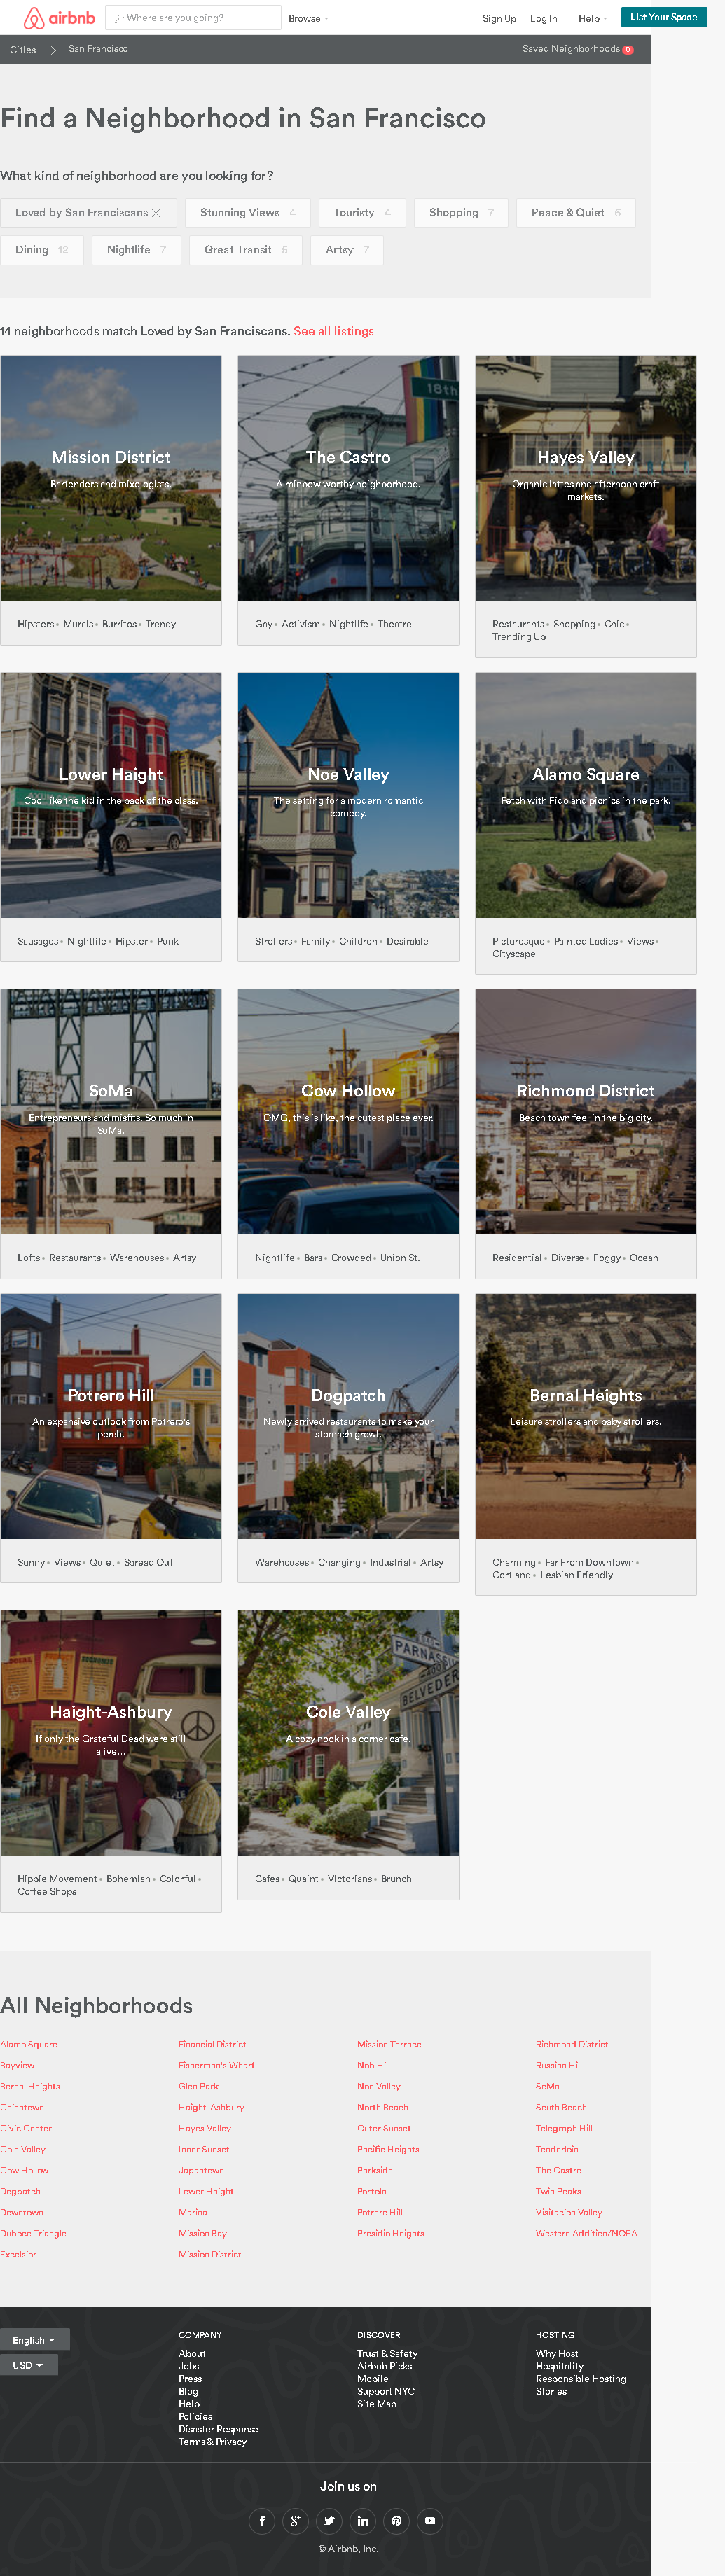 airbnb
Where are you going?
Browse
Sign Up
Log In
Help
List Your Space
Cities
San Francisco
Saved Neighborhoods 0
Find a Neighborhood in San Francisco
What kind of neighborhood are you looking for?
Loved by San Franciscans
Stunning Views 4
Touristy 4
Shopping 7
Peace & Quiet 6
Dining 12
Nightlife 7
Great Transit 5
Artsy 7
14 neighborhoods match Loved by San Franciscans. See all listings
Mission District
Bartenders and mixologists.
Hipsters • Murals • Burritos • Trendy
18th
The Castro
A rainbow worthy neighborhood.
Gay • Activism • Nightlife • Theatre
Hayes Valley
Organic lattes and afternoon craft
markets.
Restaurants • Shopping • Chic •
Trending Up
Lower Haight
Cool like the kid in the back of the class.
Sausages • Nightlife • Hipster • Punk
Noe Valley
The setting for a modern romantic
comedy.
Strollers • Family • Children • Desirable
Alamo Square
Fetch with Fido and picnics in the park.
Picturesque • Painted Ladies • Views •
Cityscape
SoMa
Entrepreneurs and misfits. So much in
SoMa.
Lofts • Restaurants • Warehouses • Artsy
Cow Hollow
OMG, this is like, the cutest place ever.
Nightlife • Bars • Crowded • Union St.
Richmond District
Beach town feel in the big city.
Residential • Diverse • Foggy • Ocean
Potrero Hill
An expansive outlook from Potrero's
perch.
Sunny • Views • Quiet • Spread Out
Dogpatch
Newly arrived restaurants to make your
stomach growl.
Warehouses • Changing • Industrial • Artsy
Bernal Heights
Leisure strollers and baby strollers.
Charming • Far From Downtown •
Cortland • Lesbian Friendly
Haight-Ashbury
If only the Grateful Dead were still
alive...
Hippie Movement • Bohemian • Colorful •
Coffee Shops
PARNASSUS
BELVEDERE
Cole Valley
A cozy nook in a corner cafe.
Cafes • Quaint • Victorians • Brunch
All Neighborhoods
Alamo Square
Bayview
Bernal Heights
Chinatown
Civic Center
Cole Valley
Cow Hollow
Dogpatch
Downtown
Duboce Triangle
Excelsior
Financial District
Fisherman's Wharf
Glen Park
Haight-Ashbury
Hayes Valley
Inner Sunset
Japantown
Lower Haight
Marina
Mission Bay
Mission District
Mission Terrace
Nob Hill
Noe Valley
North Beach
Outer Sunset
Pacific Heights
Parkside
Portola
Potrero Hill
Presidio Heights
Richmond District
Russian Hill
SoMa
South Beach
Telegraph Hill
Tenderloin
The Castro
Twin Peaks
Visitacion Valley
Western Addition/NOPA
English
USD
COMPANY
About
Jobs
Press
Blog
Help
Policies
Disaster Response
Terms & Privacy
DISCOVER
Trust & Safety
Airbnb Picks
Mobile
Support NYC
Site Map
HOSTING
Why Host
Hospitality
Responsible Hosting
Stories
Join us on
© Airbnb, Inc.